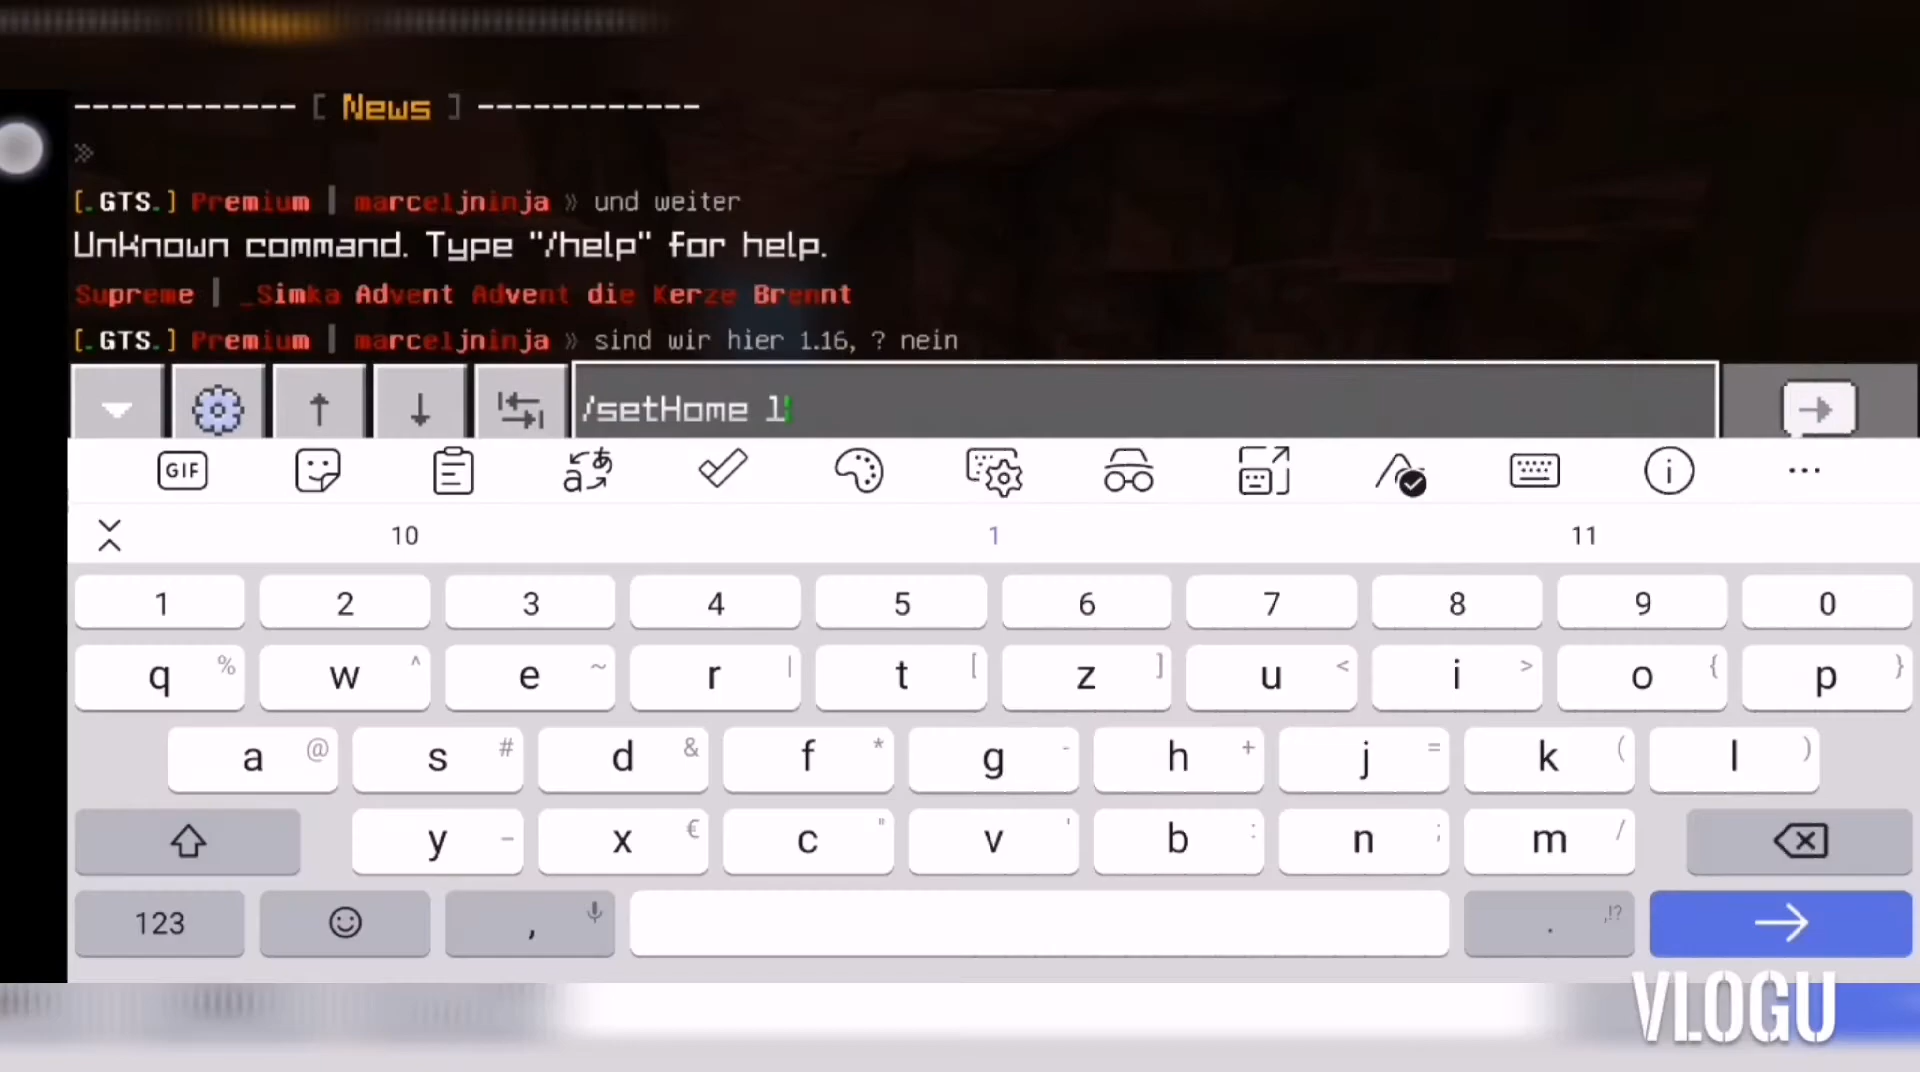 ------------ [ News ] ------------
»
[.GTS.] Premium | marceljninja » und weiter
Unknown command. Type "/help" for help.
Supreme | _Simka Advent Advent die Kerze Brennt
[.GTS.] Premium | marceljninja » sind wir hier 1.16, ? nein
/setHome 1
GIF
10 1 11
1 2 3 4 5 6 7 8 9 0
q % w ^ e ~ r | t [ z ] u < i > o { p }
a @ s # d & f * g - h + j = k ( l )
y _ x € c " v ' b : n ; m /
123 , . ,!?
VLOGU